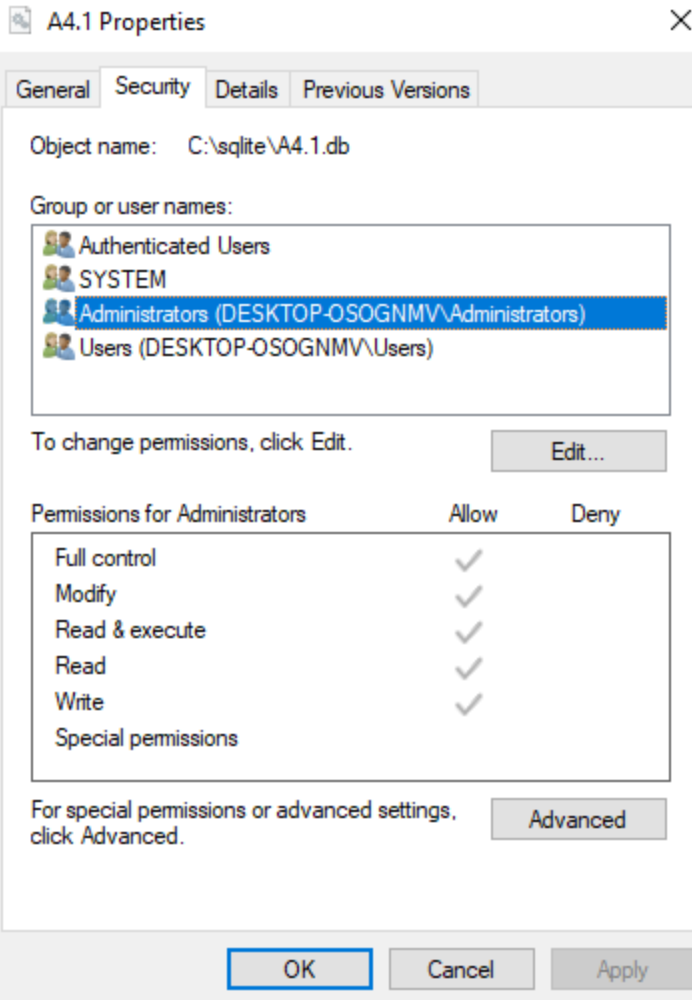 A4.1 Properties
General Security Details Previous Versions
Object name: C:\sqlite\A4.1.db
Group or user names:
Authenticated Users
SYSTEM
Administrators (DESKTOP-OSOGNMV\Administrators)
Users (DESKTOP-OSOGNMV\Users)
To change permissions, click Edit.
Edit...
Permissions for Administrators Allow Deny
Full control
Modify
Read & execute
Read
Write
Special permissions
For special permissions or advanced settings,
click Advanced.
Advanced
OK Cancel Apply